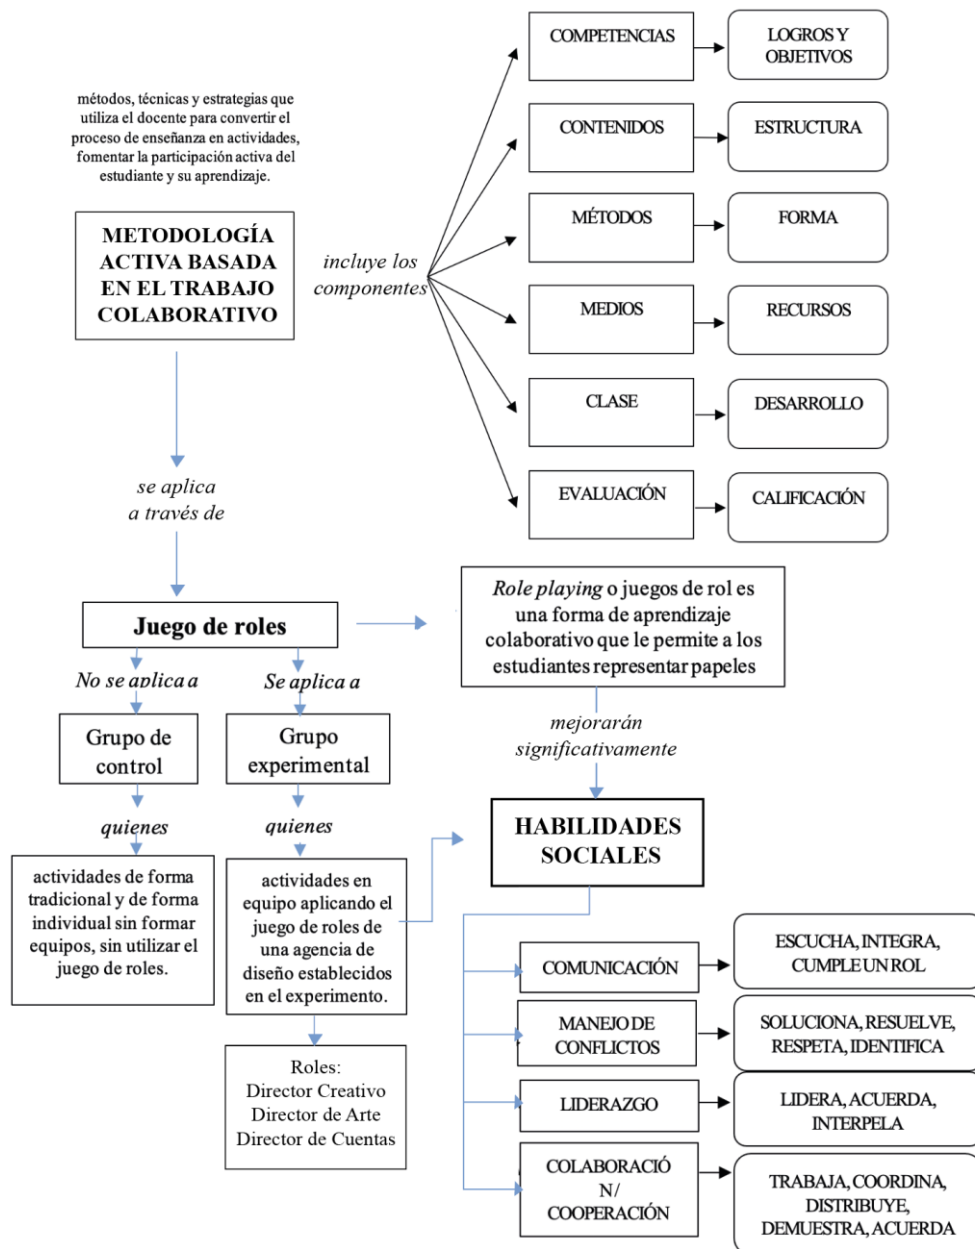 métodos, técnicas y estrategias que
utiliza el docente para convertir el
proceso de enseñanza en actividades,
fomentar la participación activa del
estudiante y su aprendizaje.
METODOLOGÍA
ACTIVA BASADA
EN EL TRABAJO
COLABORATIVO
incluye los
componentes
COMPETENCIAS
LOGROS Y
OBJETIVOS
CONTENIDOS
ESTRUCTURA
MÉTODOS
FORMA
MEDIOS
RECURSOS
CLASE
DESARROLLO
EVALUACIÓN
CALIFICACIÓN
se aplica
a través de
Juego de roles
Role playing o juegos de rol es
una forma de aprendizaje
colaborativo que le permite a los
estudiantes representar papeles
No se aplica a
Se aplica a
Grupo de
control
Grupo
experimental
mejorarán
significativamente
quienes
quienes
HABILIDADES
SOCIALES
actividades de forma
tradicional y de forma
individual sin formar
equipos, sin utilizar el
juego de roles.
actividades en
equipo aplicando el
juego de roles de
una agencia de
diseño establecidos
en el experimento.
Roles:
Director Creativo
Director de Arte
Director de Cuentas
COMUNICACIÓN
ESCUCHA, INTEGRA,
CUMPLE UN ROL
MANEJO DE
CONFLICTOS
SOLUCIONA, RESUELVE,
RESPETA, IDENTIFICA
LIDERAZGO
LIDERA, ACUERDA,
INTERPELA
COLABORACIÓ
N/
COOPERACIÓN
TRABAJA, COORDINA,
DISTRIBUYE,
DEMUESTRA, ACUERDA